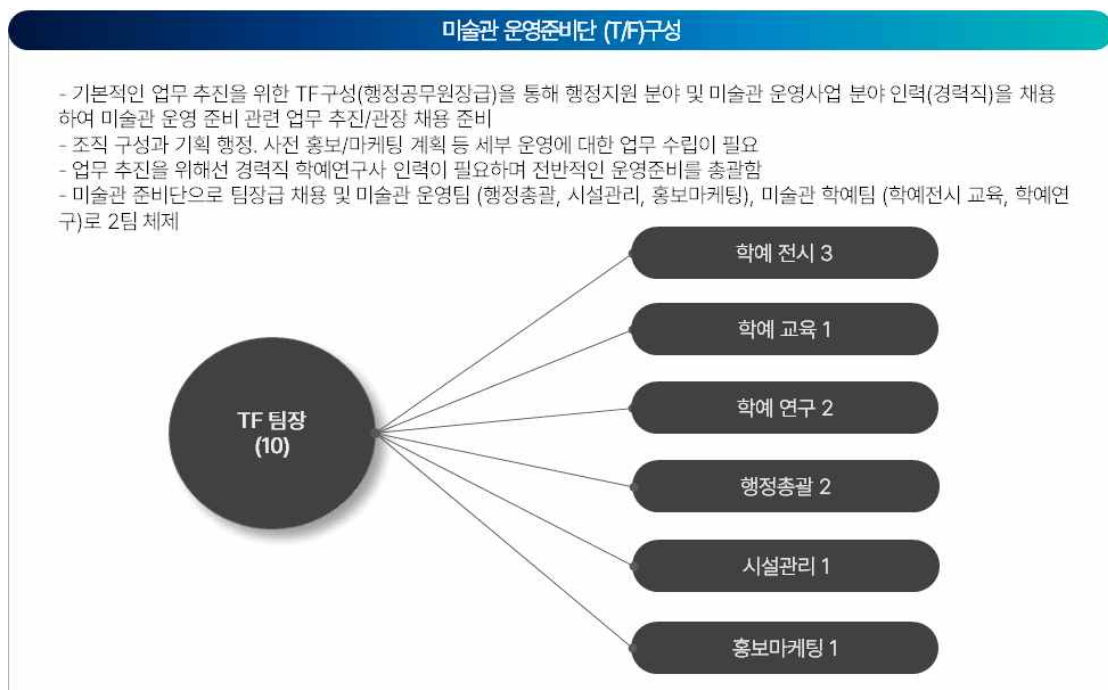 미술관 운영준비단 (T/F)구성
- 기본적인 업무 추진을 위한 TF구성(행정공무원장급)을 통해 행정지원 분야 및 미술관 운영사업 분야 인력(경력직)을 채용
하여 미술관 운영 준비 관련 업무 추진/관장 채용 준비
- 조직 구성과 기획 행정. 사전 홍보/마케팅 계획 등 세부 운영에 대한 업무 수립이 필요
- 업무 추진을 위해선 경력직 학예연구사 인력이 필요하며 전반적인 운영준비를 총괄함
- 미술관 준비단으로 팀장급 채용 및 미술관 운영팀 (행정총괄, 시설관리, 홍보마케팅), 미술관 학예팀 (학예전시 교육, 학예연
구)로 2팀 체제
TF 팀장
(10)
학예 전시 3
학예 교육 1
학예 연구 2
행정총괄 2
시설관리 1
홍보마케팅 1